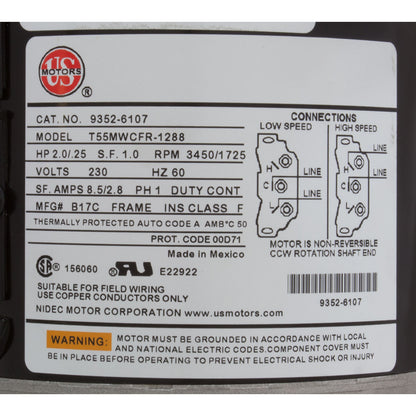 US
MOTORS
®
CAT. NO. 9352-6107
MODEL T55MWCFR-1288
HP 2.0/.25 S.F. 1.0 RPM 3450/1725
VOLTS 230 HZ 60
SF. AMPS 8.5/2.8 PH 1 DUTY CONT
MFG# B17C FRAME INS CLASS F
THERMALLY PROTECTED AUTO CODE A AMB°C 50
PROT. CODE 00D71
Made in Mexico
CONNECTIONS
LOW SPEED HIGH SPEED
H
C
L
LINE
LINE
H
C
L
LINE
LINE
MOTOR IS NON-REVERSIBLE
CCW ROTATION SHAFT END
SA ® 156060 RU ® E22922
SUITABLE FOR FIELD WIRING
USE COPPER CONDUCTORS ONLY
NIDEC MOTOR CORPORATION www.usmotors.com
9352-6107
WARNING: MOTOR MUST BE GROUNDED IN ACCORDANCE WITH LOCAL
AND NATIONAL ELECTRIC CODES. COMPONENT COVER MUST
BE IN PLACE BEFORE OPERATION TO PREVENT ELECTRICAL SHOCK OR INJURY